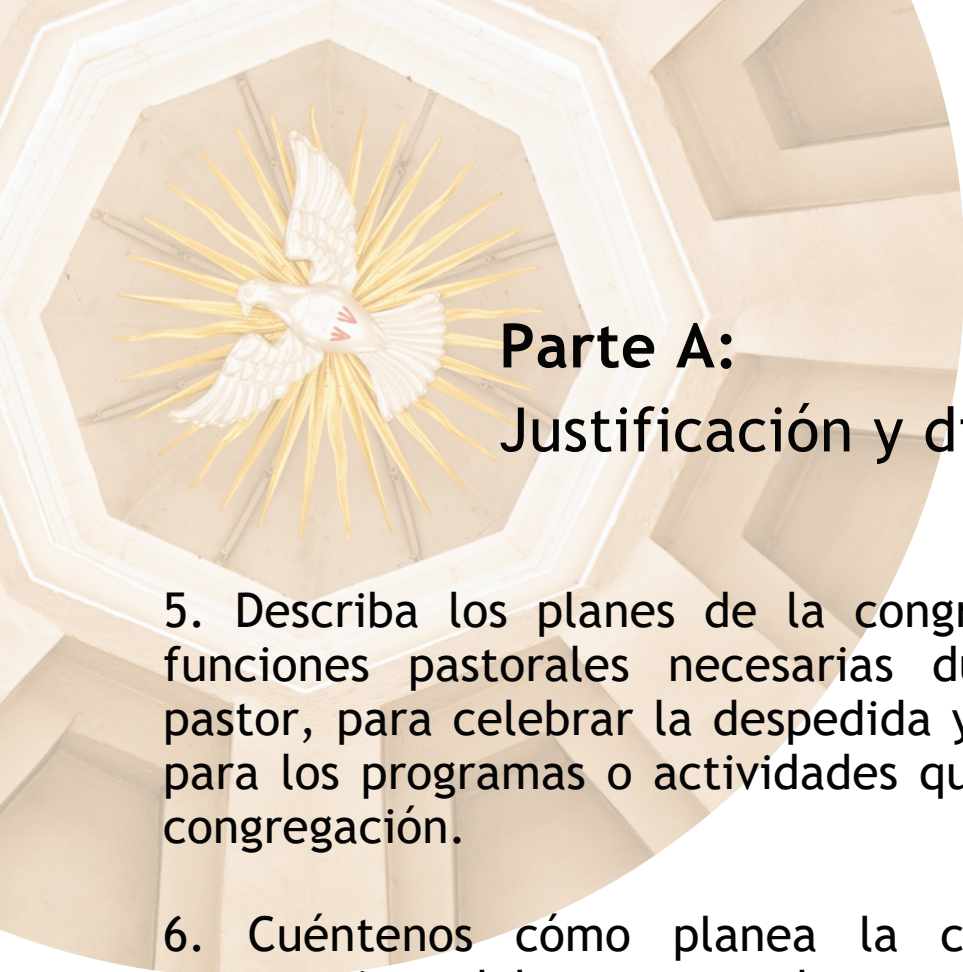 Parte A:
Justificación y
5. Describa los planes de la
funciones pastorales necesarias
pastor, para celebrar la despedida y
para los programas o actividades
congregación.
6. Cuéntenos cómo planea la